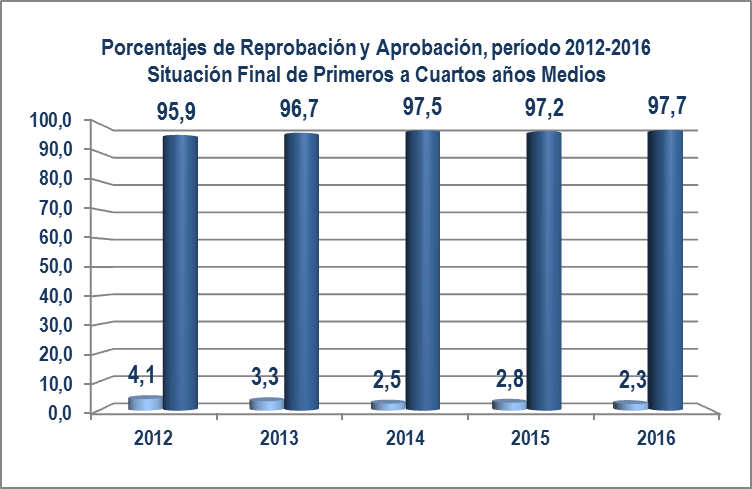 Porcentajes de Reprobación y Aprobación, período 2012-2016
Situación Final de Primeros a Cuartos años Medios
95,9 96,7 97,5 97,2 97,7
100,0
90,0
80,0
70,0
60,0
50,0
40,0
30,0
20,0
10,0
0,0
4,1 3,3 2,5 2,8 2,3
2012 2013 2014 2015 2016